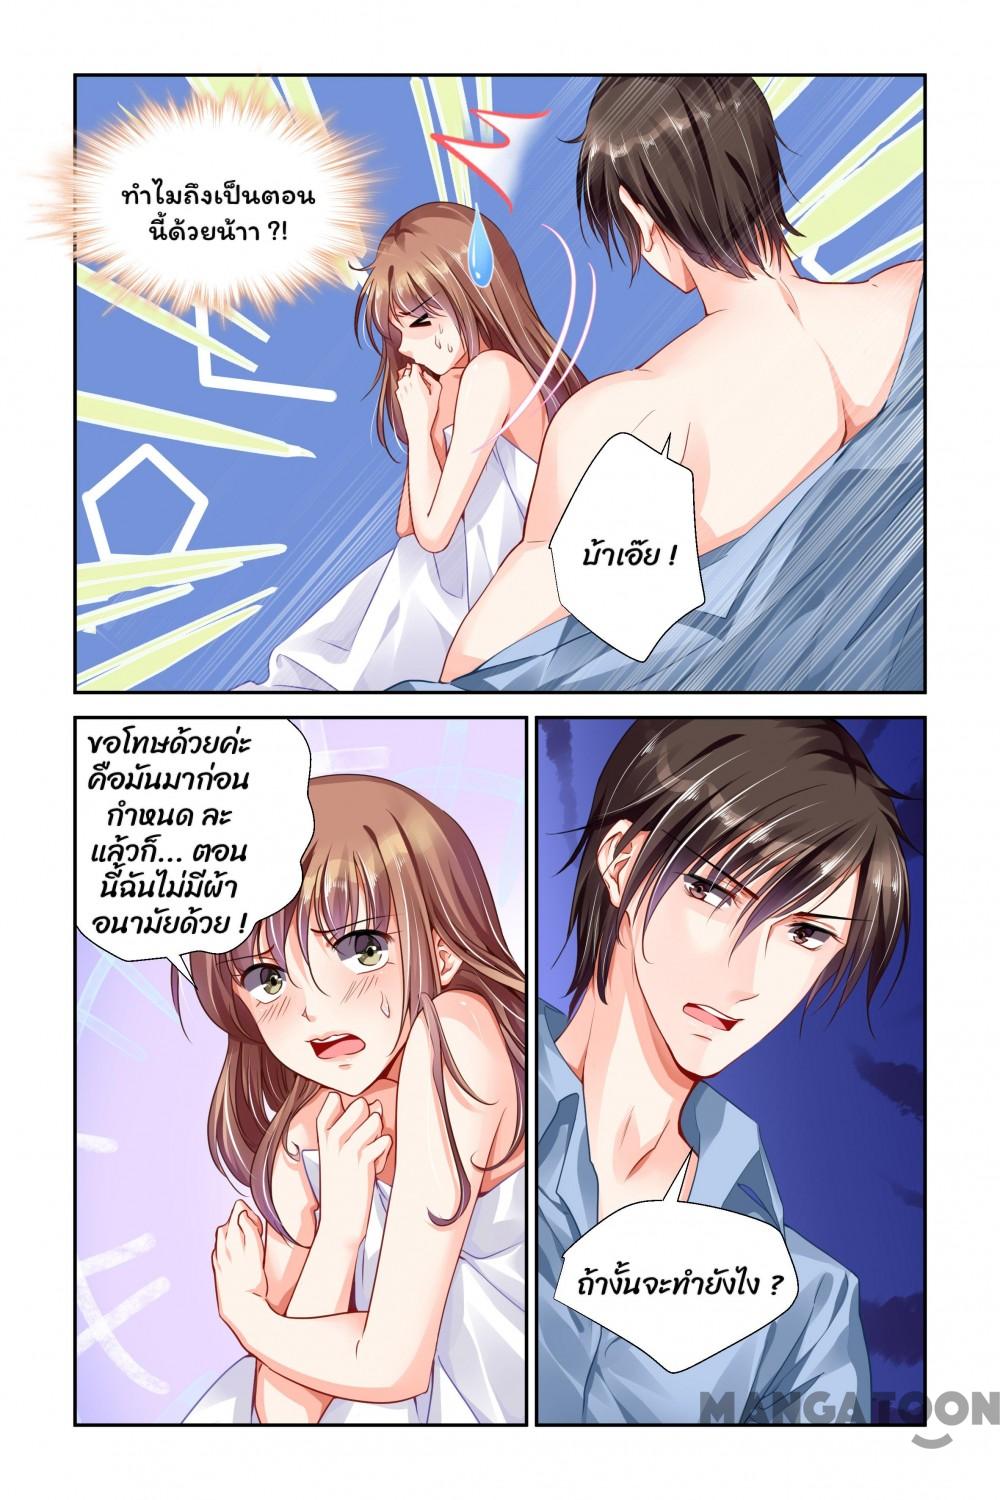 ทำไมถึงเป็นตอน
นี้ด้วยน้าา ?!
บ้าเอ๊ย !
ขอโทษด้วยค่ะ
คือมันมาก่อน
กำหนด ละ
แล้วก็... ตอน
นี้ฉันไม่มีผ้า
อนามัยด้วย !
ถ้างั้นจะทำยังไง ?
MANGATOON